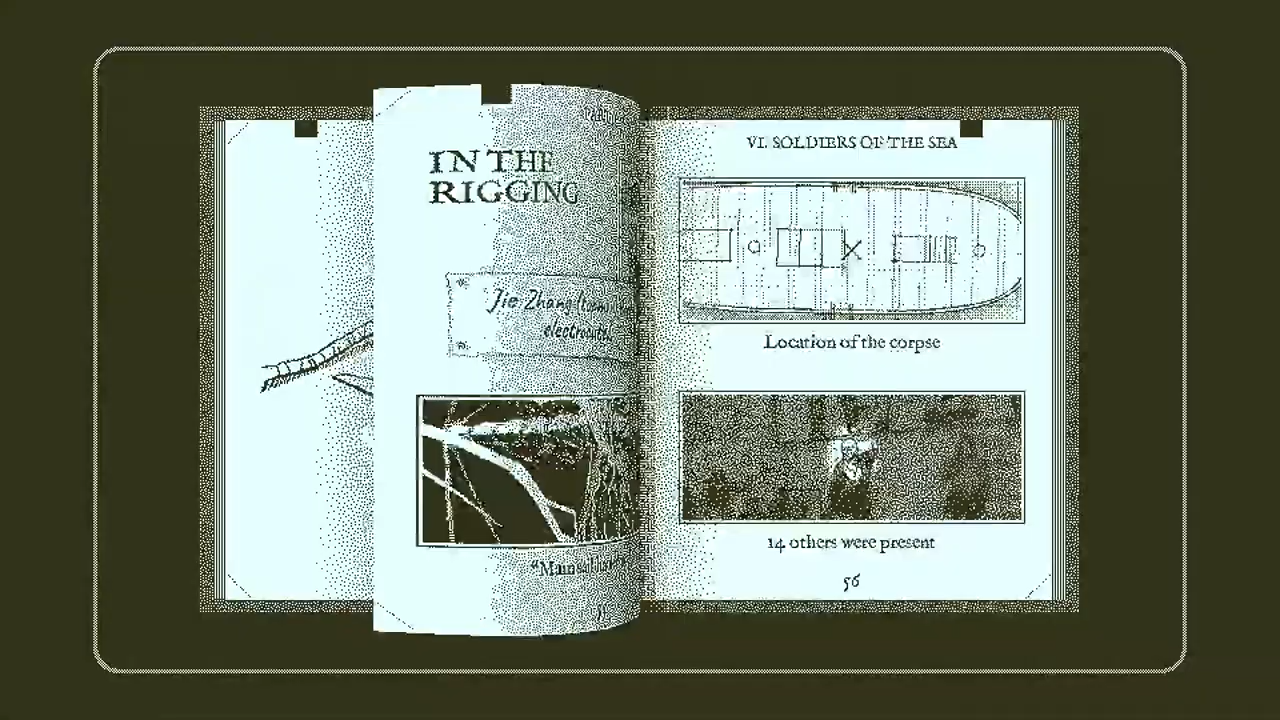 IN THE
RIGGING
Jie Zhang
VI. SOLDIERS OF THE SEA
Location of the corpse
14 others were present
56